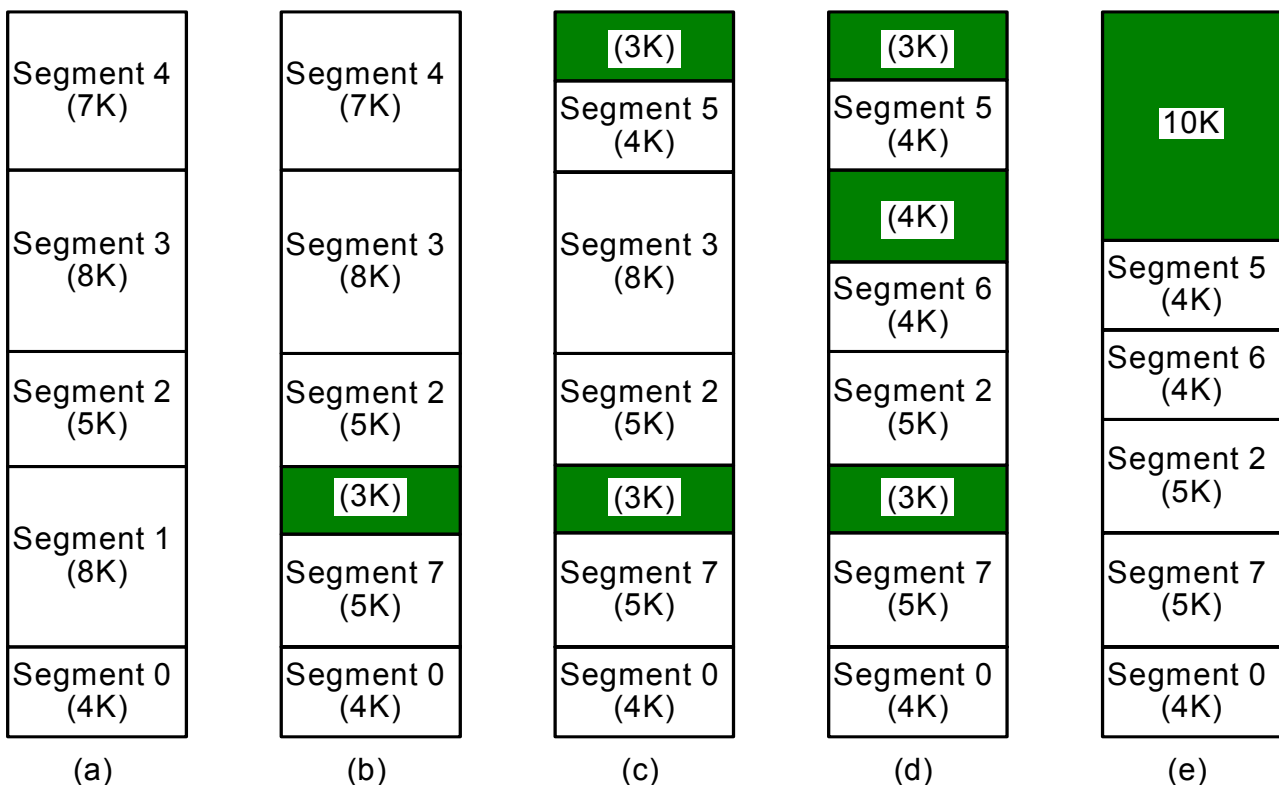 Segment 4
(7K)
Segment 3
(8K)
Segment 2
(5K)
Segment 1
(8K)
Segment 0
(4K)
(a)
Segment 4
(7K)
Segment 3
(8K)
Segment 2
(5K)
(3K)
Segment 7
(5K)
Segment 0
(4K)
(b)
(3K)
Segment 5
(4K)
Segment 3
(8K)
Segment 2
(5K)
(3K)
Segment 7
(5K)
Segment 0
(4K)
(c)
(3K)
Segment 5
(4K)
(4K)
Segment 6
(4K)
Segment 2
(5K)
(3K)
Segment 7
(5K)
Segment 0
(4K)
(d)
10K
Segment 5
(4K)
Segment 6
(4K)
Segment 2
(5K)
Segment 7
(5K)
Segment 0
(4K)
(e)